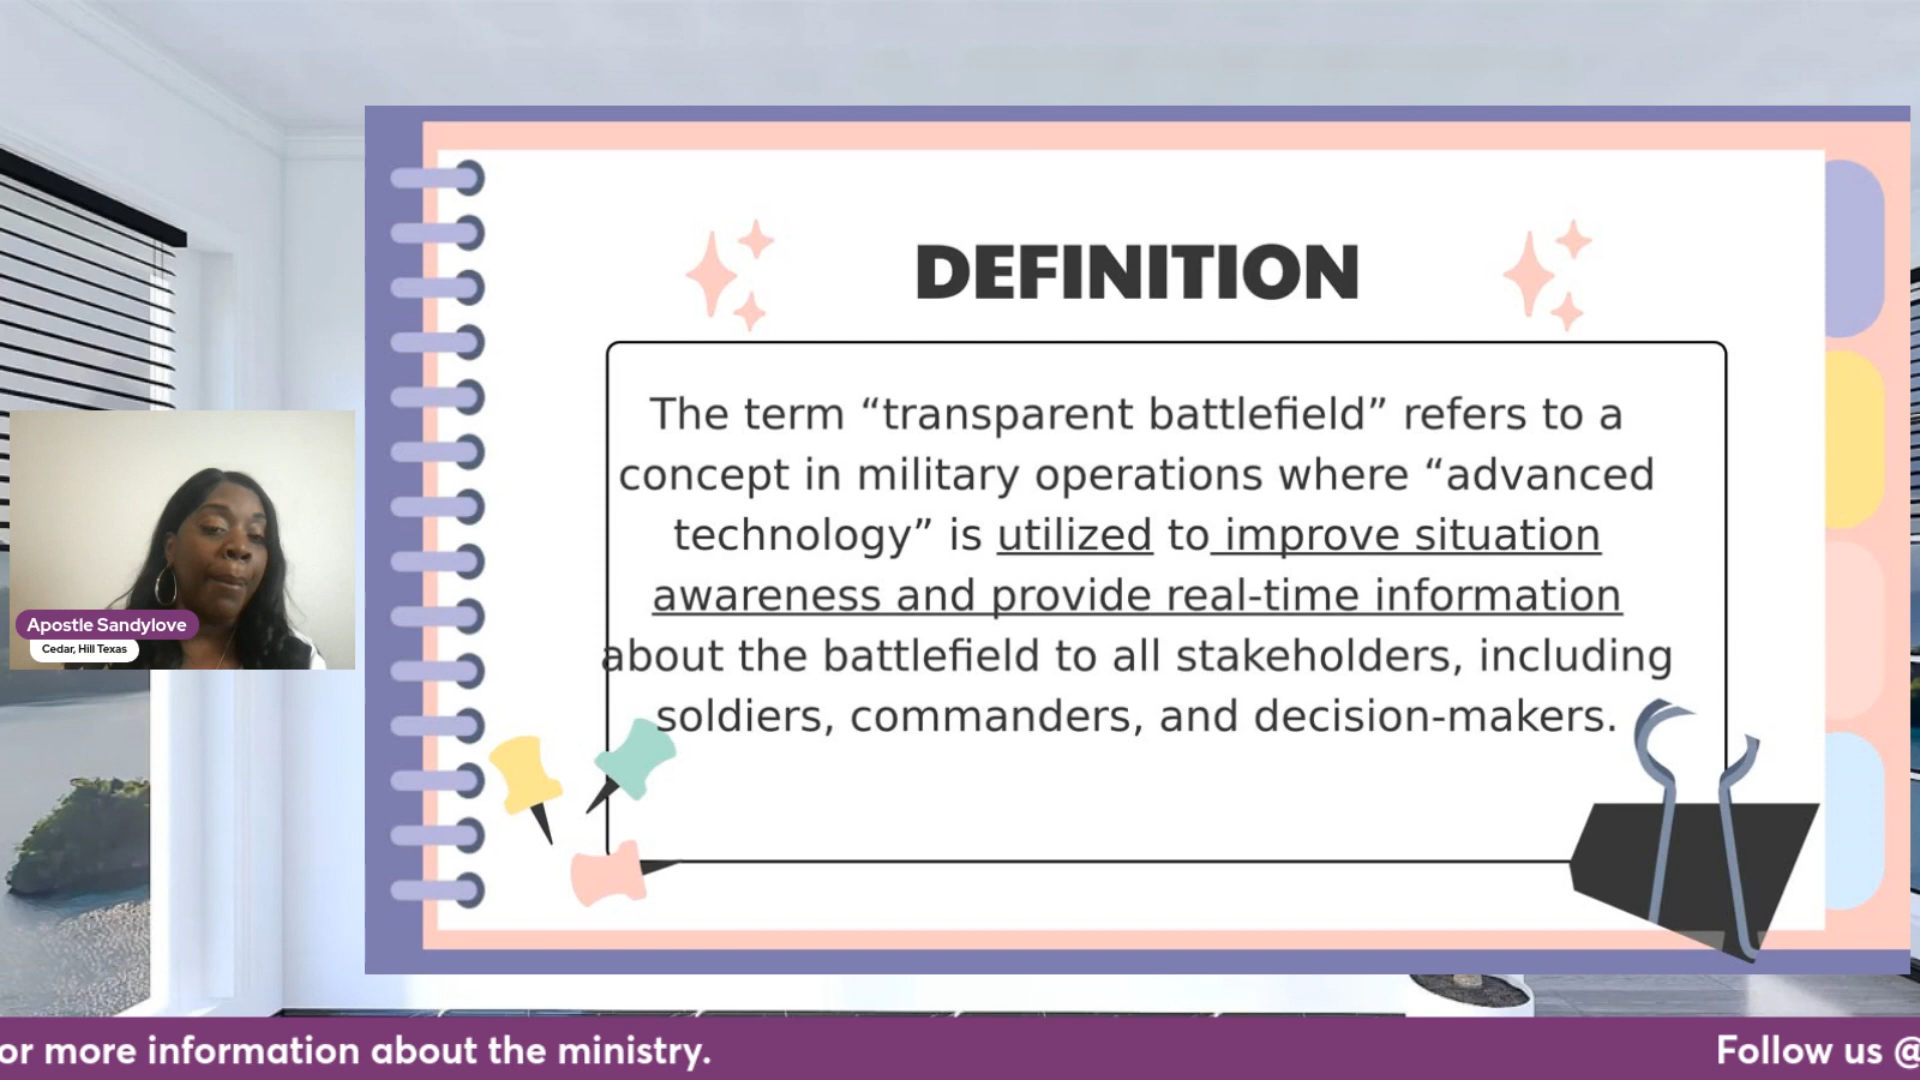 DEFINITION
The term “transparent battlefield” refers to a
concept in military operations where “advanced
technology” is utilized to improve situation
awareness and provide real-time information
about the battlefield to all stakeholders, including
soldiers, commanders, and decision-makers.
Apostle Sandylove
Cedar, Hill Texas
or more information about the ministry.
Follow us @